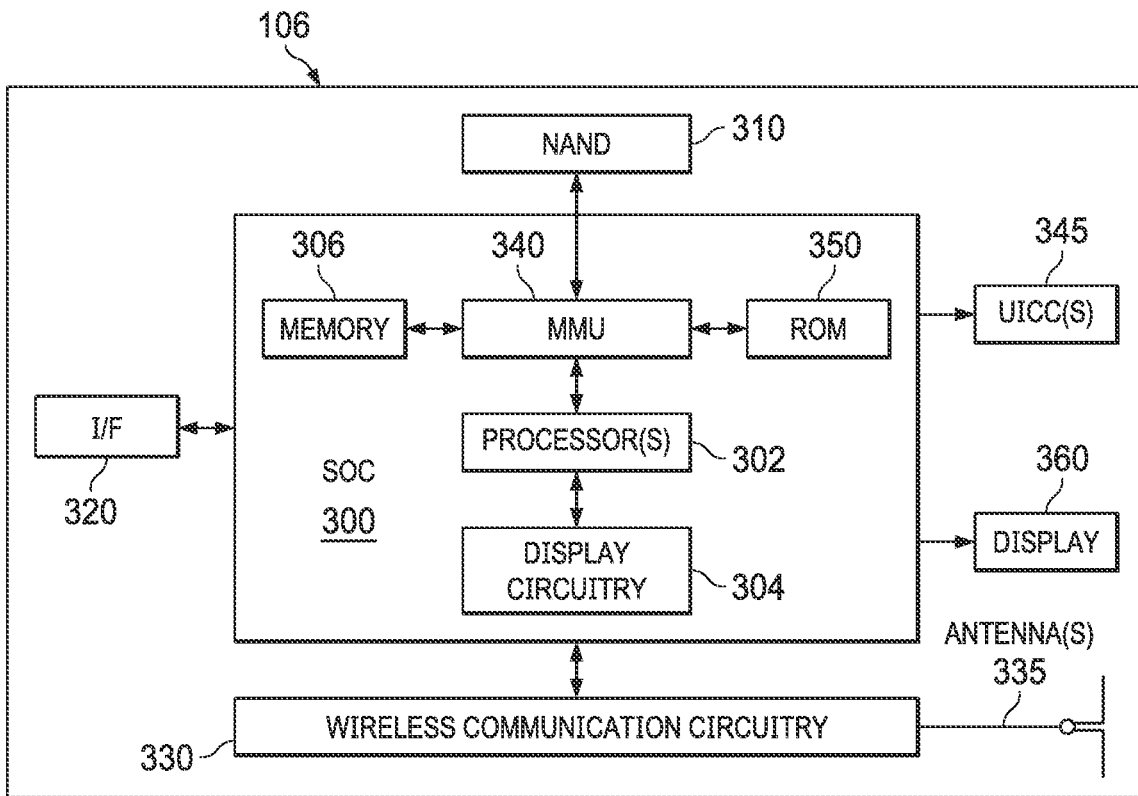 106
NAND
310
306
340
350
345
MEMORY
MMU
ROM
UICC(S)
I/F
320
PROCESSOR(S)
302
SOC
300
360
DISPLAY
CIRCUITRY
304
DISPLAY
ANTENNA(S)
335
WIRELESS COMMUNICATION CIRCUITRY
330